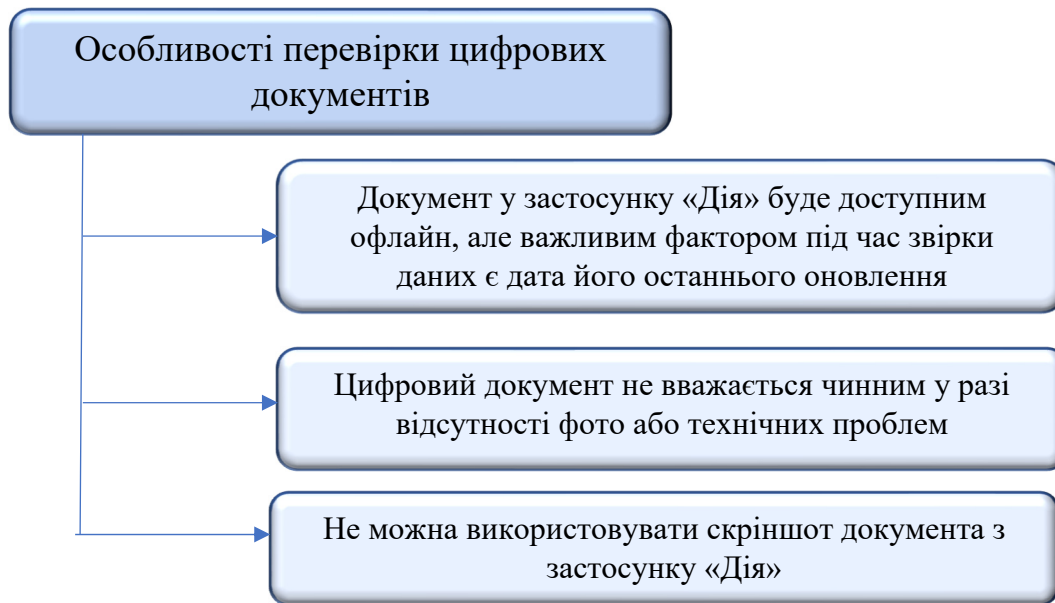 Особливості перевірки цифрових
документів
Документ у застосунку «Дія» буде доступним
офлайн, але важливим фактором під час звірки
даних є дата його останнього оновлення
Цифровий документ не вважається чинним у разі
відсутності фото або технічних проблем
Не можна використовувати скріншот документа з
застосунку «Дія»